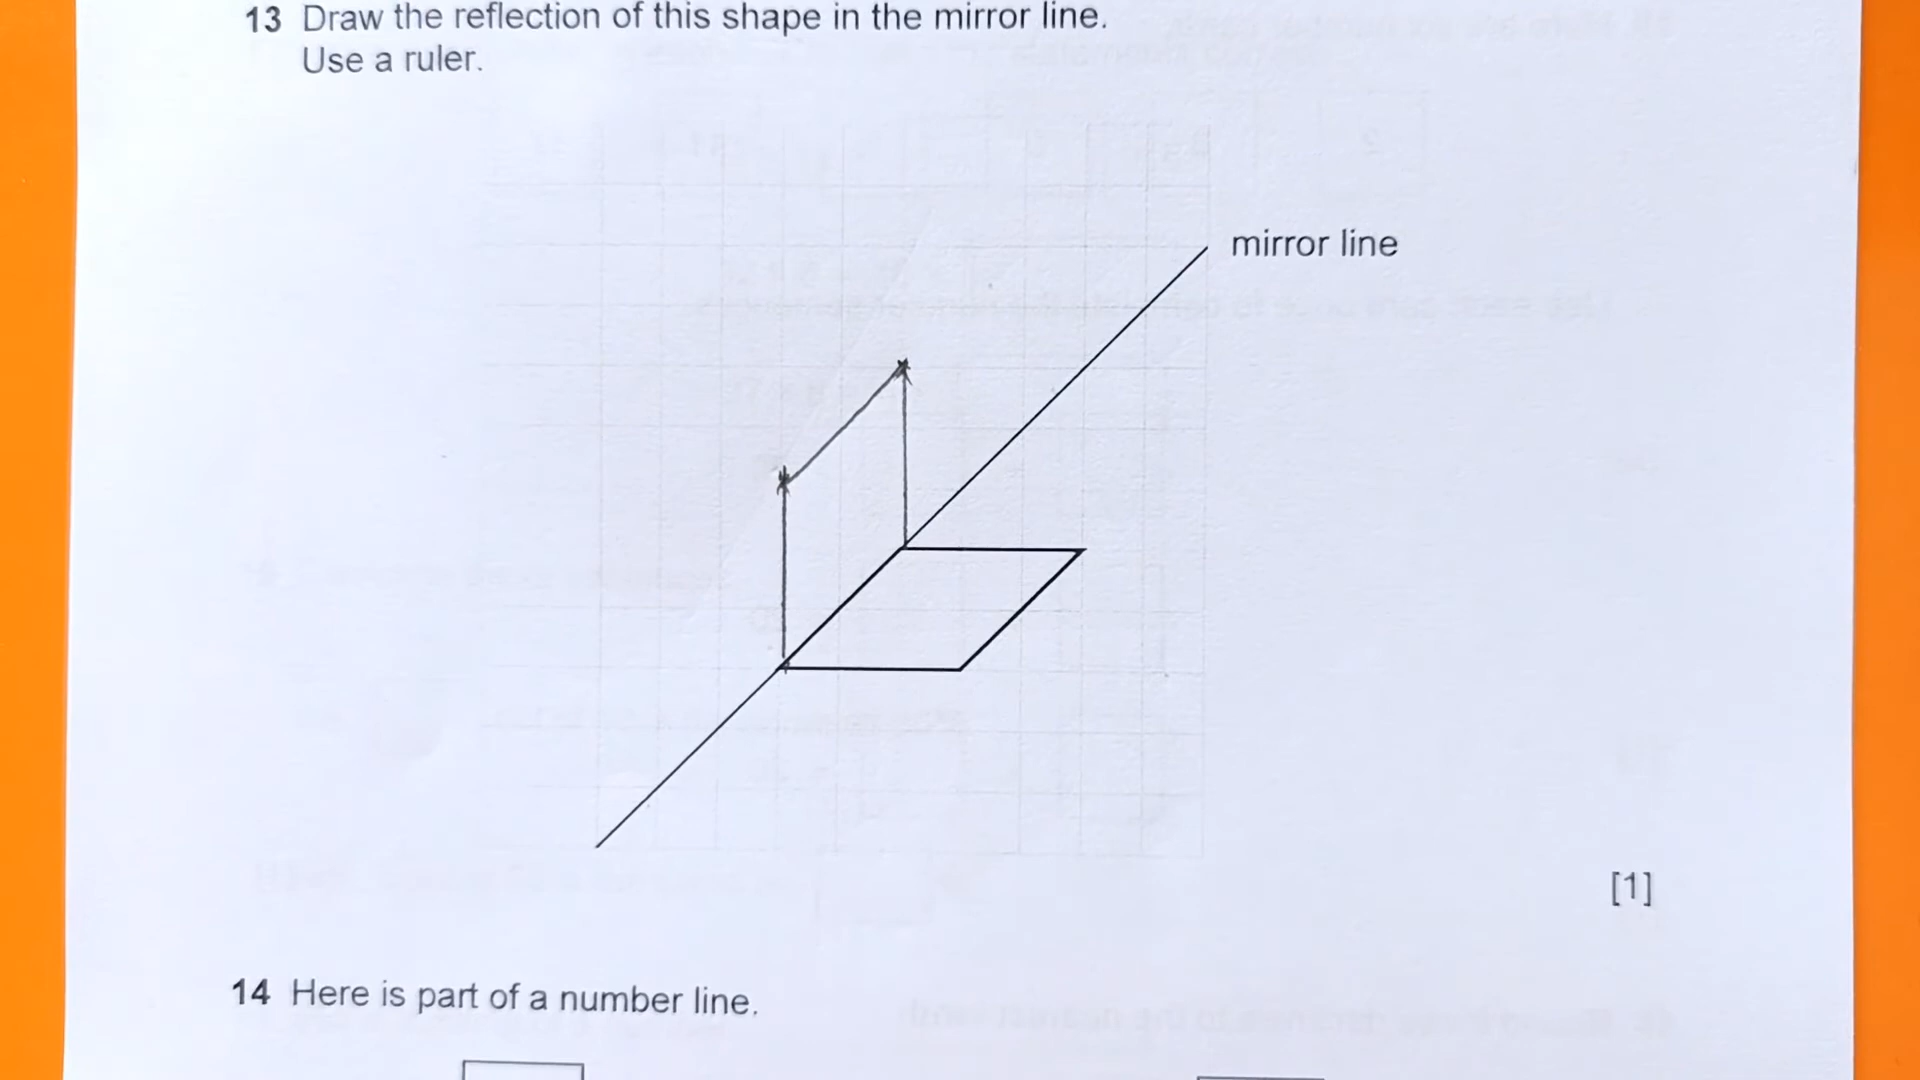 13 Draw the reflection of this shape in the mirror line.
Use a ruler.
mirror line
[1]
14 Here is part of a number line.